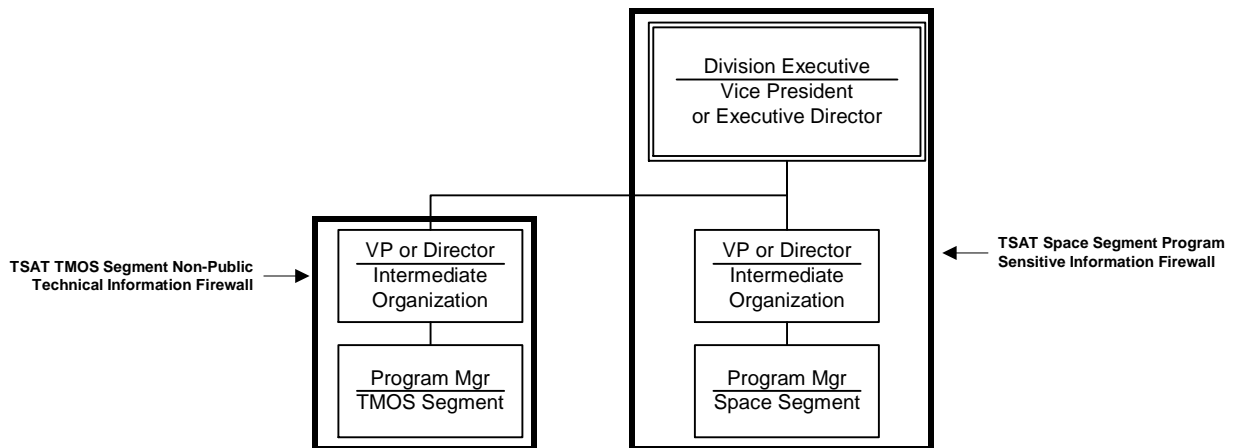 Division Executive
Vice President
or Executive Director
TSAT TMOS Segment Non-Public
Technical Information Firewall
VP or Director
Intermediate
Organization
VP or Director
Intermediate
Organization
TSAT Space Segment Program
Sensitive Information Firewall
Program Mgr
TMOS Segment
Program Mgr
Space Segment